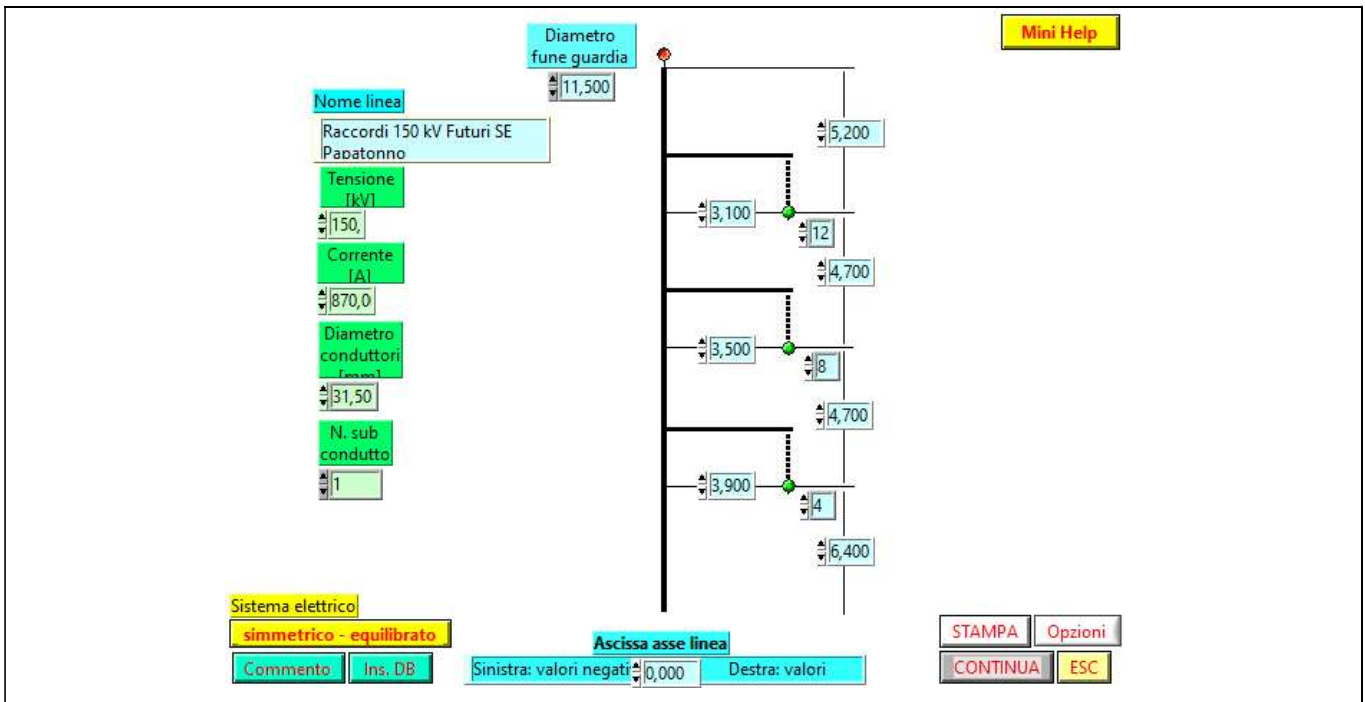 Mini Help
Diametro
fune guardia
11,500
Nome linea
Raccordi 150 kV Futuri SE
Papatonno
5,200
Tensione
[kV]
150,
3,100
12
Corrente
[A]
4,700
870,0
Diametro
conduttori
[mm]
3,500
8
31,50
4,700
N. sub
condutto
1
3,900
4
6,400
Sistema elettrico
simmetrico - equilibrato
Commento
Ins. DB
Ascissa asse linea
Sinistra: valori negati
0,000
Destra: valori
STAMPA
Opzioni
CONTINUA
ESC